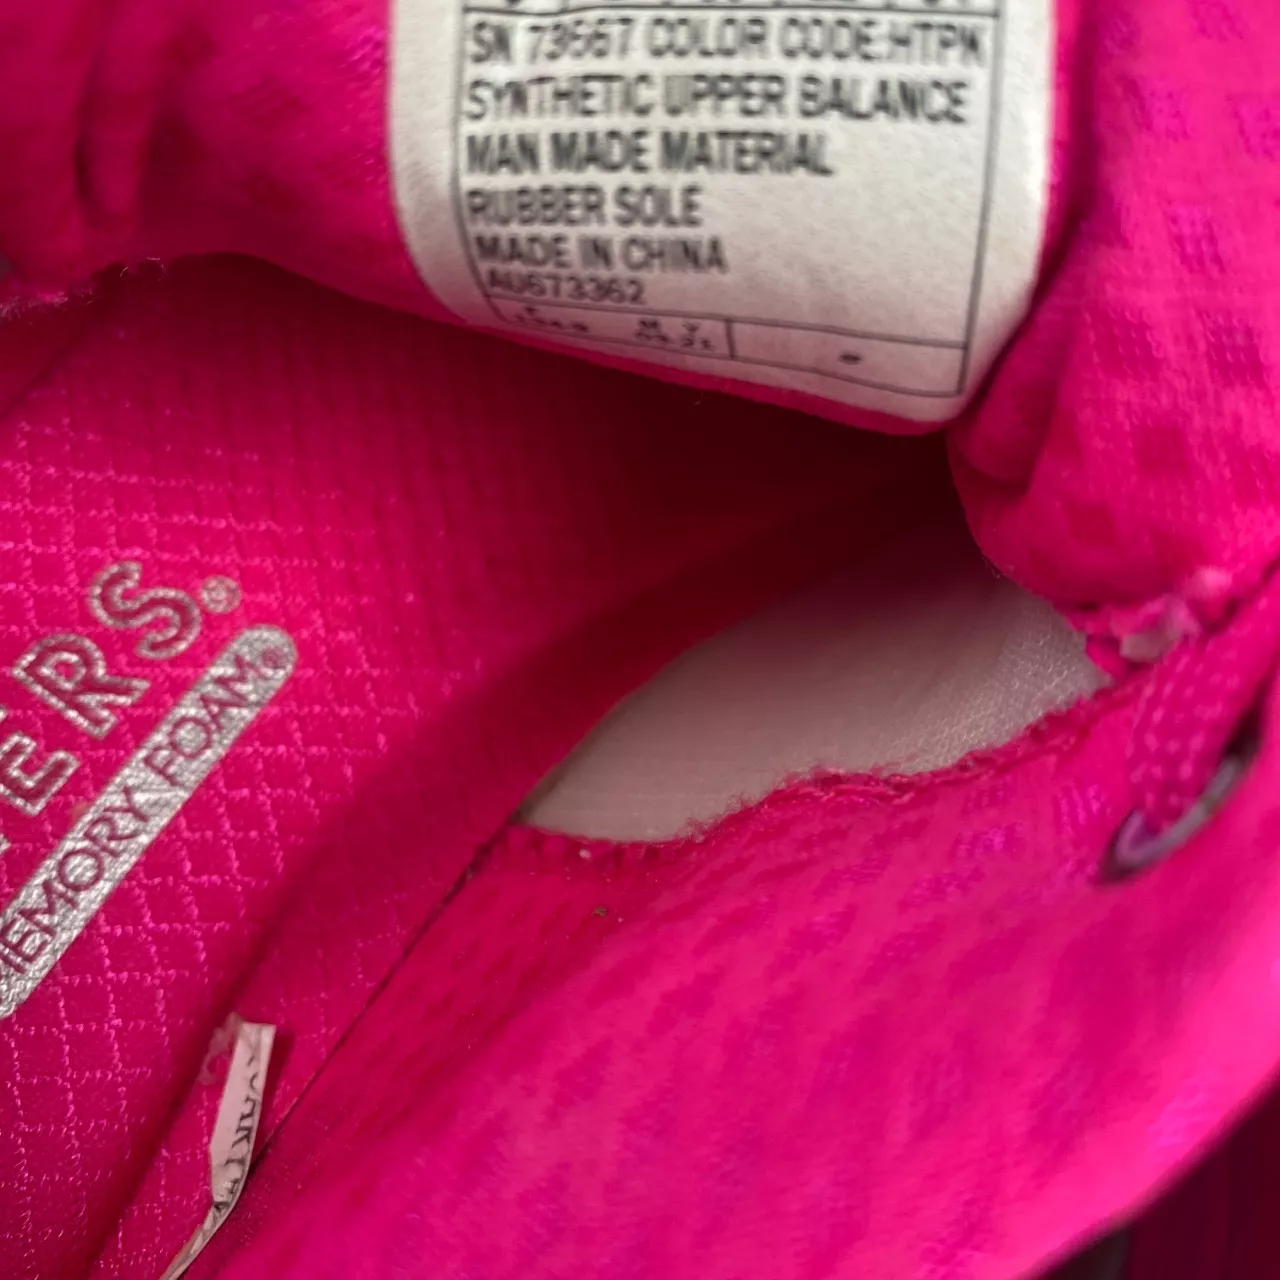 SN 73667 COLOR CODE:HTPK
SYNTHETIC UPPER BALANCE
MAN MADE MATERIAL
RUBBER SOLE
MADE IN CHINA
AU673362
ERS®
MEMORY FOAM®